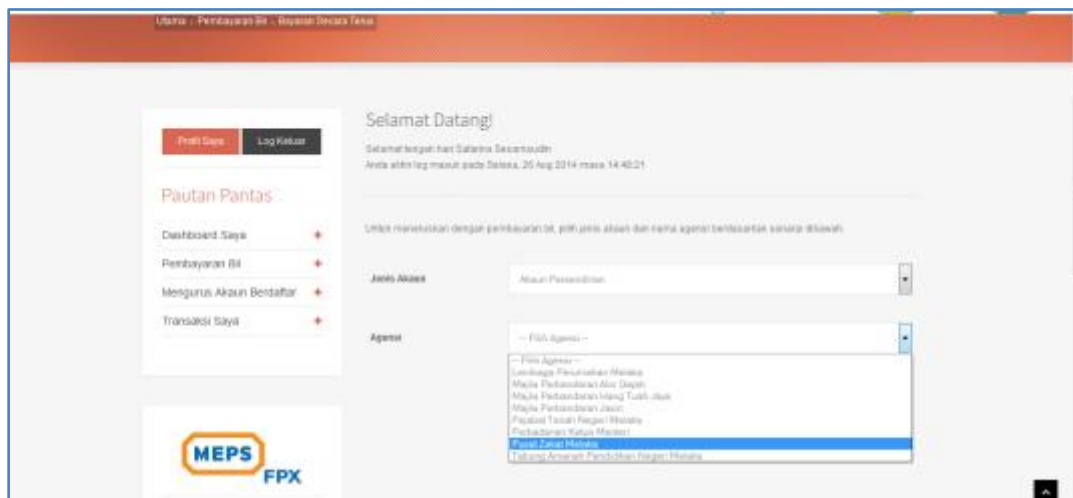 Utama Pembayaran Bil Bayaran Secara Terus
Profil Saya
Log Keluar
Pautan Pantas
Dashboard Saya +
Pembayaran Bil +
Mengurus Akaun Berdaftar +
Transaksi Saya +
MEPS
FPX
Selamat Datang!
Selamat tengah hari
Anda akhir log masuk pada Selasa, 26 Aug 2014 masa 14:40:21
Untuk meneruskan dengan pembayaran bil, pilih jenis akaun dan nama agensi berdasarkan senarai dibawah.
Jenis Akaun
Akaun Persendirian
Agensi
-- Pilih Agensi --
-- Pilih Agensi --
Lembaga Perumahan Melaka
Majlis Perbandaran Alor Gajah
Majlis Perbandaran Hang Tuah Jaya
Majlis Perbandaran Jasin
Pejabat Tanah Negeri Melaka
Perbadanan Ketua Menteri
Pusat Zakat Melaka
Tabung Amanah Pendidikan Negeri Melaka